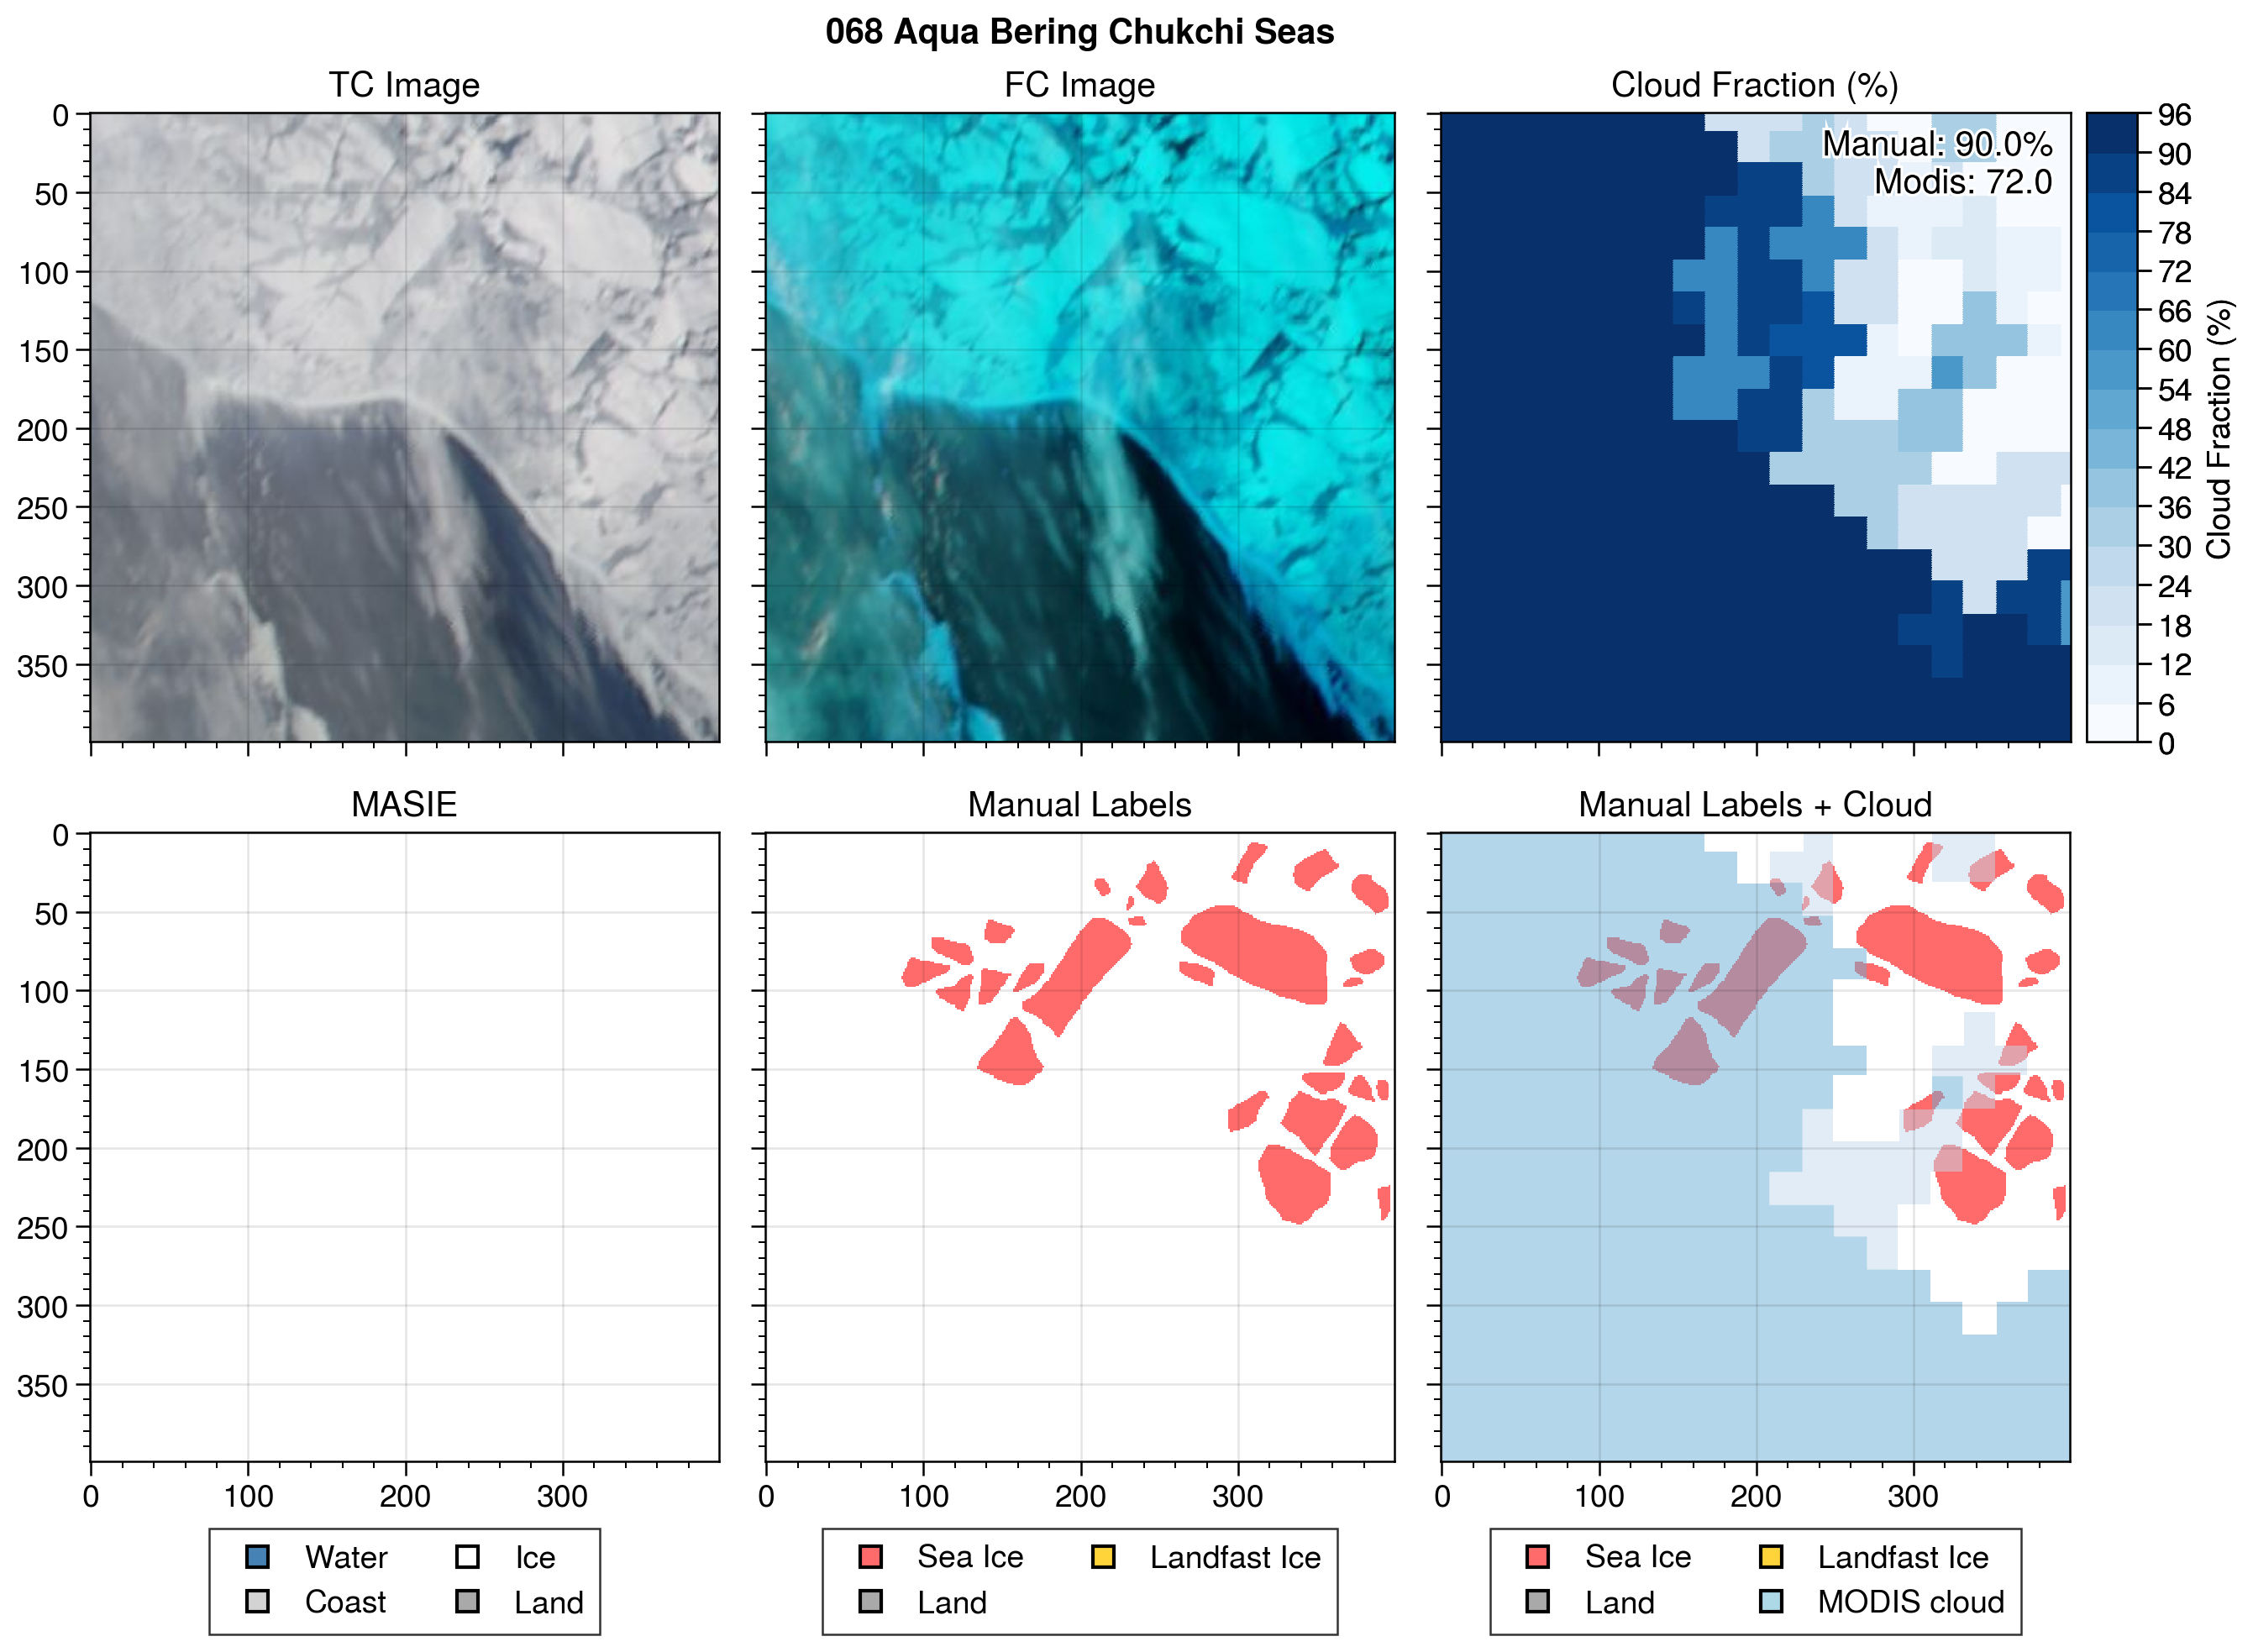 068 Aqua Bering Chukchi Seas
TC Image
FC Image
Cloud Fraction (%)
0
50
100
150
200
250
300
350
Manual: 90.0%
Modis: 72.0
96
90
84
78
72
66
60
54
48
42
36
30
24
18
12
6
0
Cloud Fraction (%)
MASIE
Manual Labels
Manual Labels + Cloud
0
50
100
150
200
250
300
350
0 100 200 300
0 100 200 300
0 100 200 300
Water Ice
Coast Land
Sea Ice Landfast Ice
Land
Sea Ice Landfast Ice
Land MODIS cloud